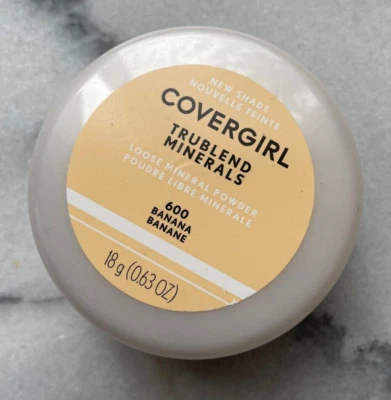 NEW SHADE
NOUVELLE TEINTE
COVERGIRL
TRUBLEND
MINERALS
LOOSE MINERAL POWDER
POUDRE LIBRE MINÉRALE
600
BANANA
BANANE
18 g (0.63 OZ)